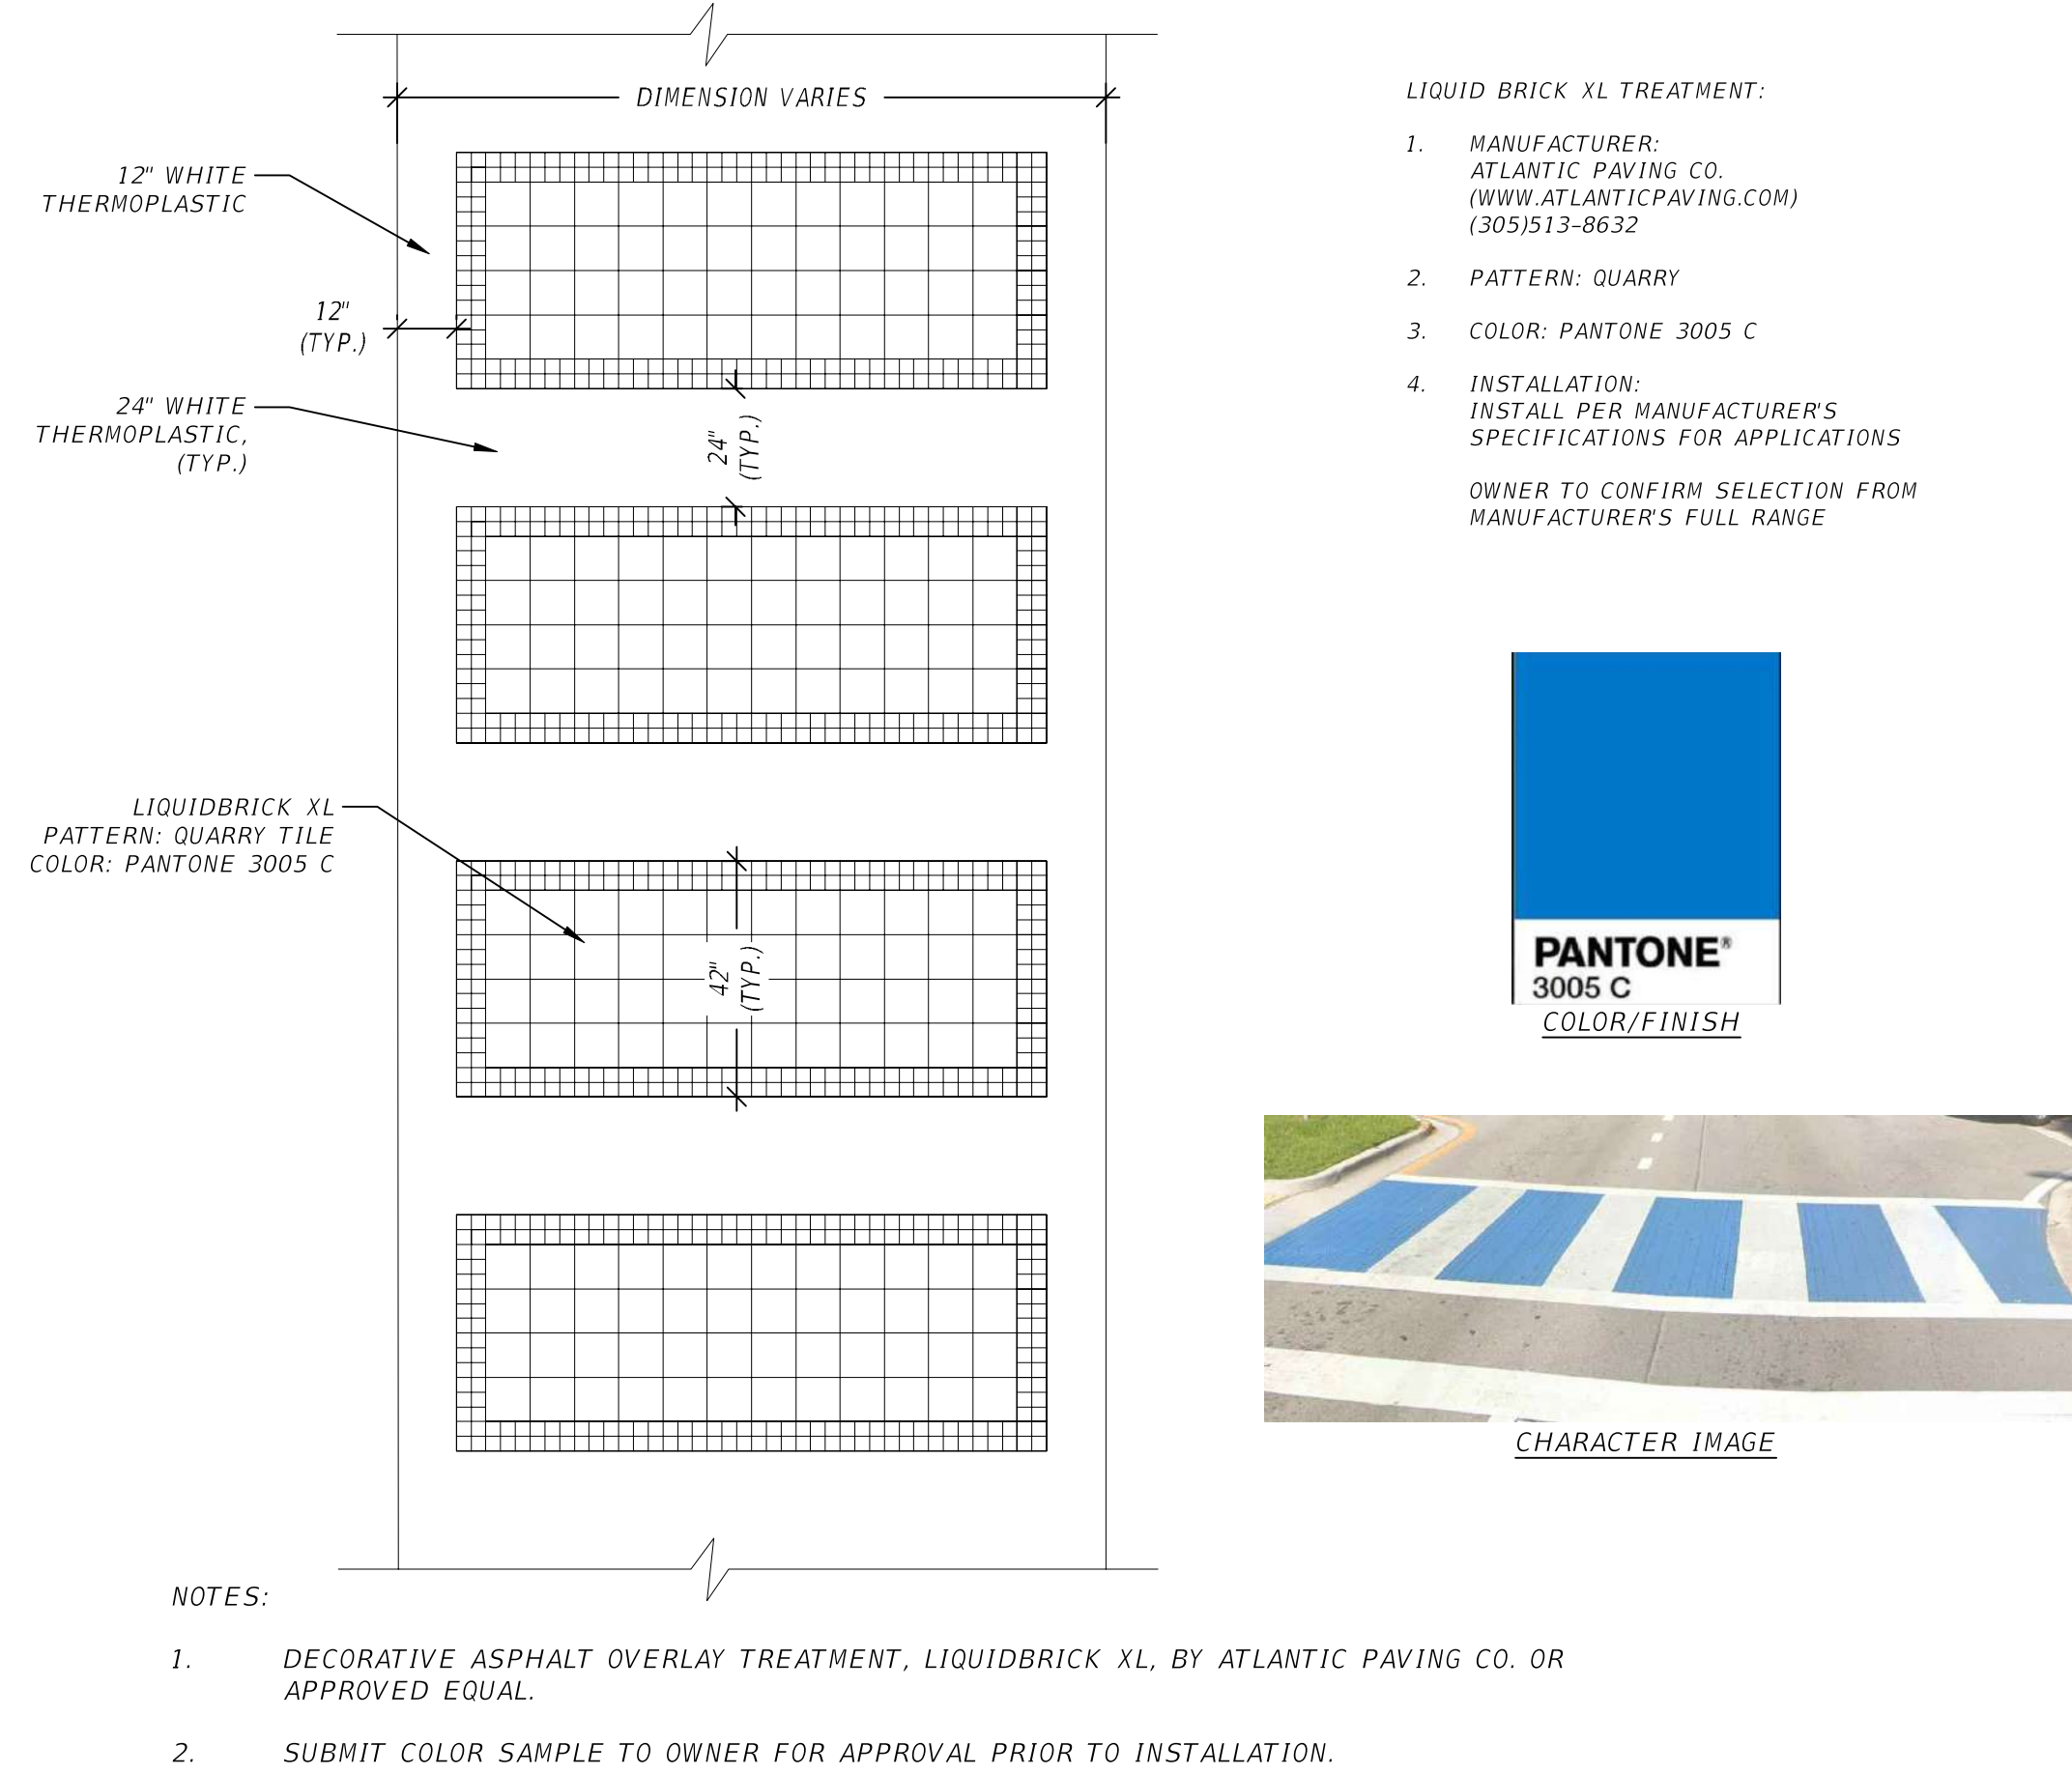 DIMENSION VARIES
12" WHITE
THERMOPLASTIC
12"
(TYP.)
24" WHITE
THERMOPLASTIC,
(TYP.)
24"
(TYP.)
LIQUIDBRICK XL
PATTERN: QUARRY TILE
COLOR: PANTONE 3005 C
42"
(TYP.)
LIQUID BRICK XL TREATMENT:
1. MANUFACTURER:
ATLANTIC PAVING CO.
(WWW.ATLANTICPAVING.COM)
(305)513-8632
2. PATTERN: QUARRY
3. COLOR: PANTONE 3005 C
4. INSTALLATION:
INSTALL PER MANUFACTURER'S
SPECIFICATIONS FOR APPLICATIONS
OWNER TO CONFIRM SELECTION FROM
MANUFACTURER'S FULL RANGE
PANTONE®
3005 C
COLOR/FINISH
CHARACTER IMAGE
NOTES:
1. DECORATIVE ASPHALT OVERLAY TREATMENT, LIQUIDBRICK XL, BY ATLANTIC PAVING CO. OR
APPROVED EQUAL.
2. SUBMIT COLOR SAMPLE TO OWNER FOR APPROVAL PRIOR TO INSTALLATION.